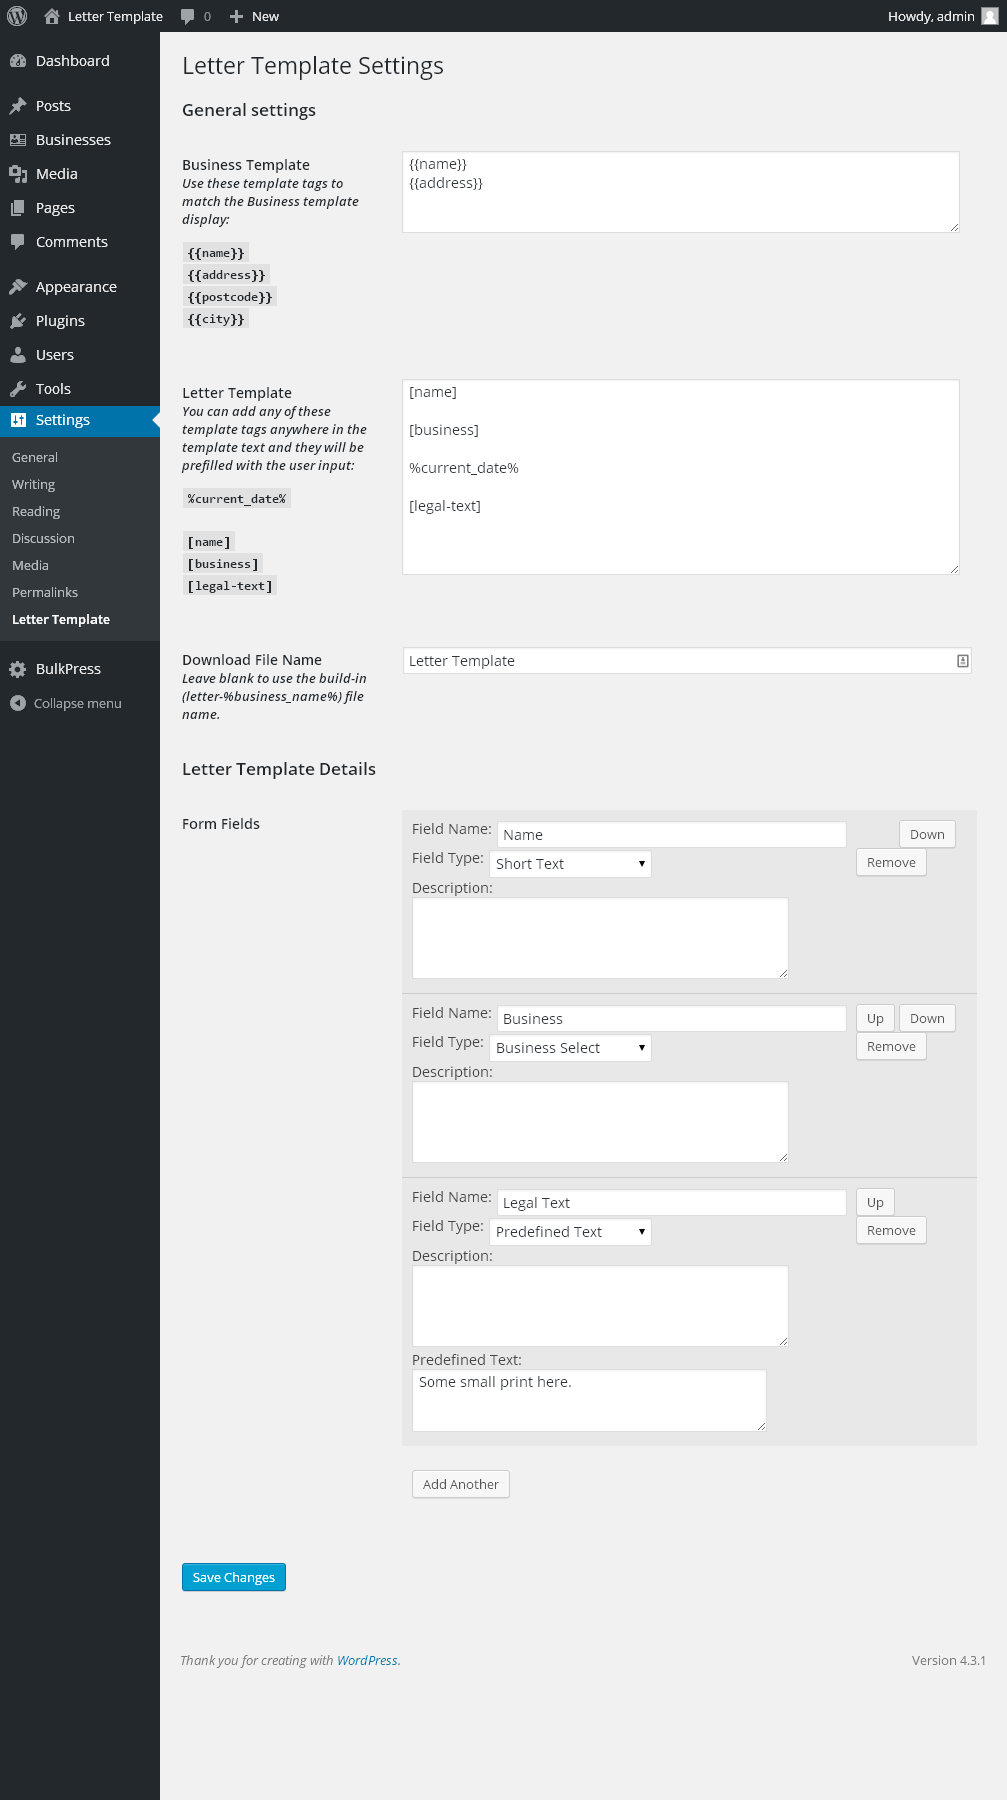 Letter Template 0 New Howdy, admin
Dashboard
Posts
Businesses
Media
Pages
Comments
Appearance
Plugins
Users
Tools
Settings
General
Writing
Reading
Discussion
Media
Permalinks
Letter Template
BulkPress
Collapse menu
Letter Template Settings
General settings
Business Template
Use these template tags to
match the Business template
display:
{{name}}
{{address}}
{{postcode}}
{{city}}
{{name}}
{{address}}
Letter Template
You can add any of these
template tags anywhere in the
template text and they will be
prefilled with the user input:
%current_date%
[name]
[business]
[legal-text]
[name]
[business]
%current_date%
[legal-text]
Download File Name
Leave blank to use the build-in
(letter-%business_name%) file
name.
Letter Template
Letter Template Details
Form Fields
Field Name: Name Down
Field Type: Short Text Remove
Description:
Field Name: Business Up Down
Field Type: Business Select Remove
Description:
Field Name: Legal Text Up
Field Type: Predefined Text Remove
Description:
Predefined Text:
Some small print here.
Add Another
Save Changes
Thank you for creating with WordPress. Version 4.3.1